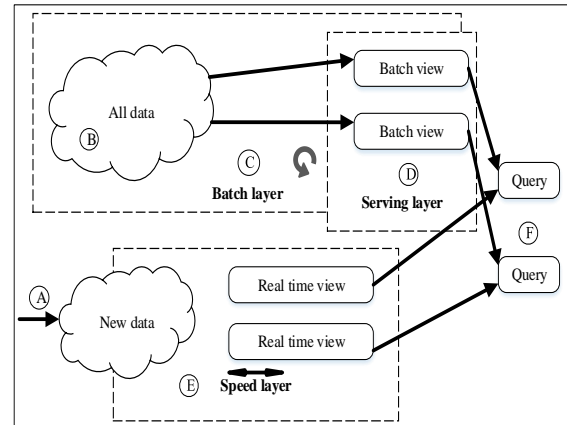 Batch view
All data
B
Batch view
C
D
Batch layer
Serving layer
Query
F
Query
A
New data
Real time view
Real time view
E
Speed layer